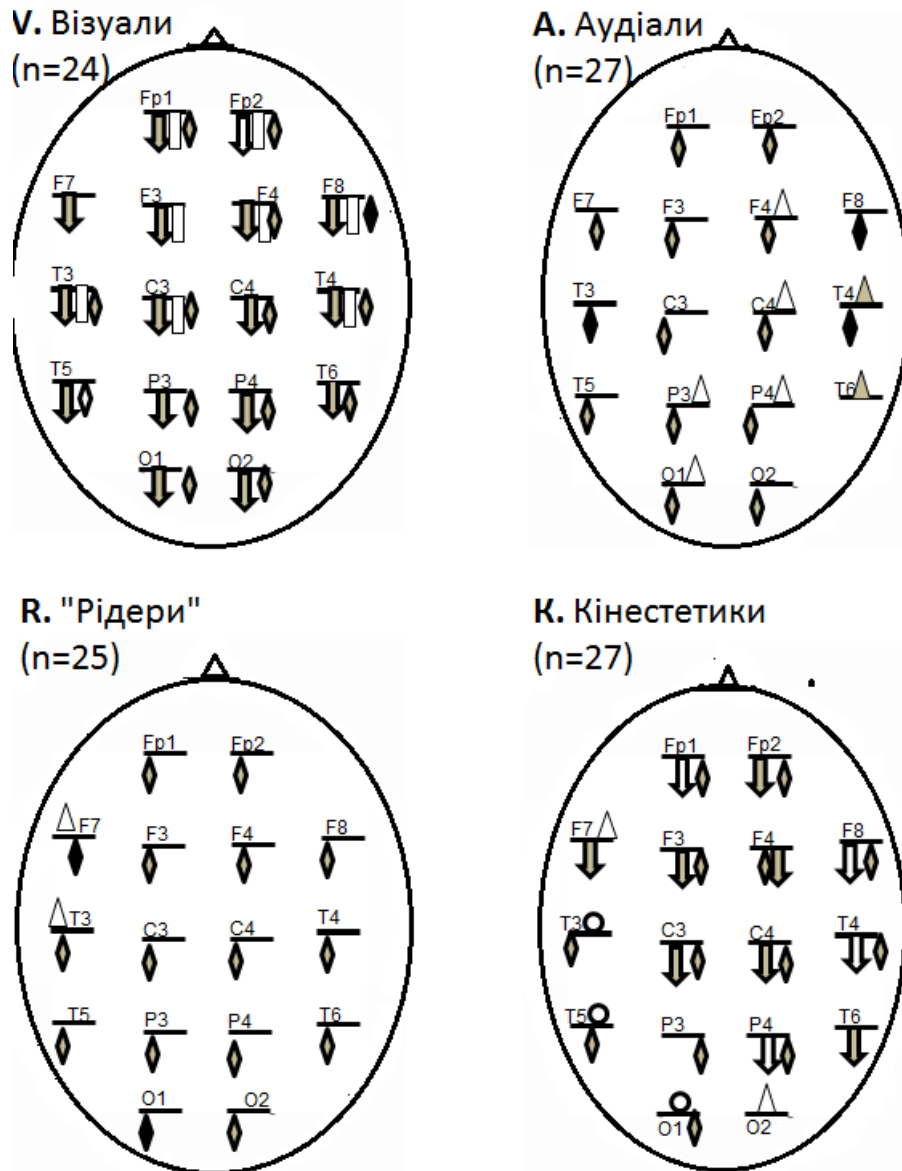 V. Візуали
(n=24)
Fp1 Fp2
F7 F3 F4 F8
T3 C3 C4 T4
T5 P3 P4 T6
O1 O2
A. Аудіали
(n=27)
Fp1 Fp2
F7 F3 F4 F8
T3 C3 C4 T4
T5 P3 P4 T6
O1 O2
R. "Рідери"
(n=25)
Fp1 Fp2
F7 F3 F4 F8
T3 C3 C4 T4
T5 P3 P4 T6
O1 O2
К. Кінестетики
(n=27)
Fp1 Fp2
F7 F3 F4 F8
T3 C3 C4 T4
T5 P3 P4 T6
O1 O2